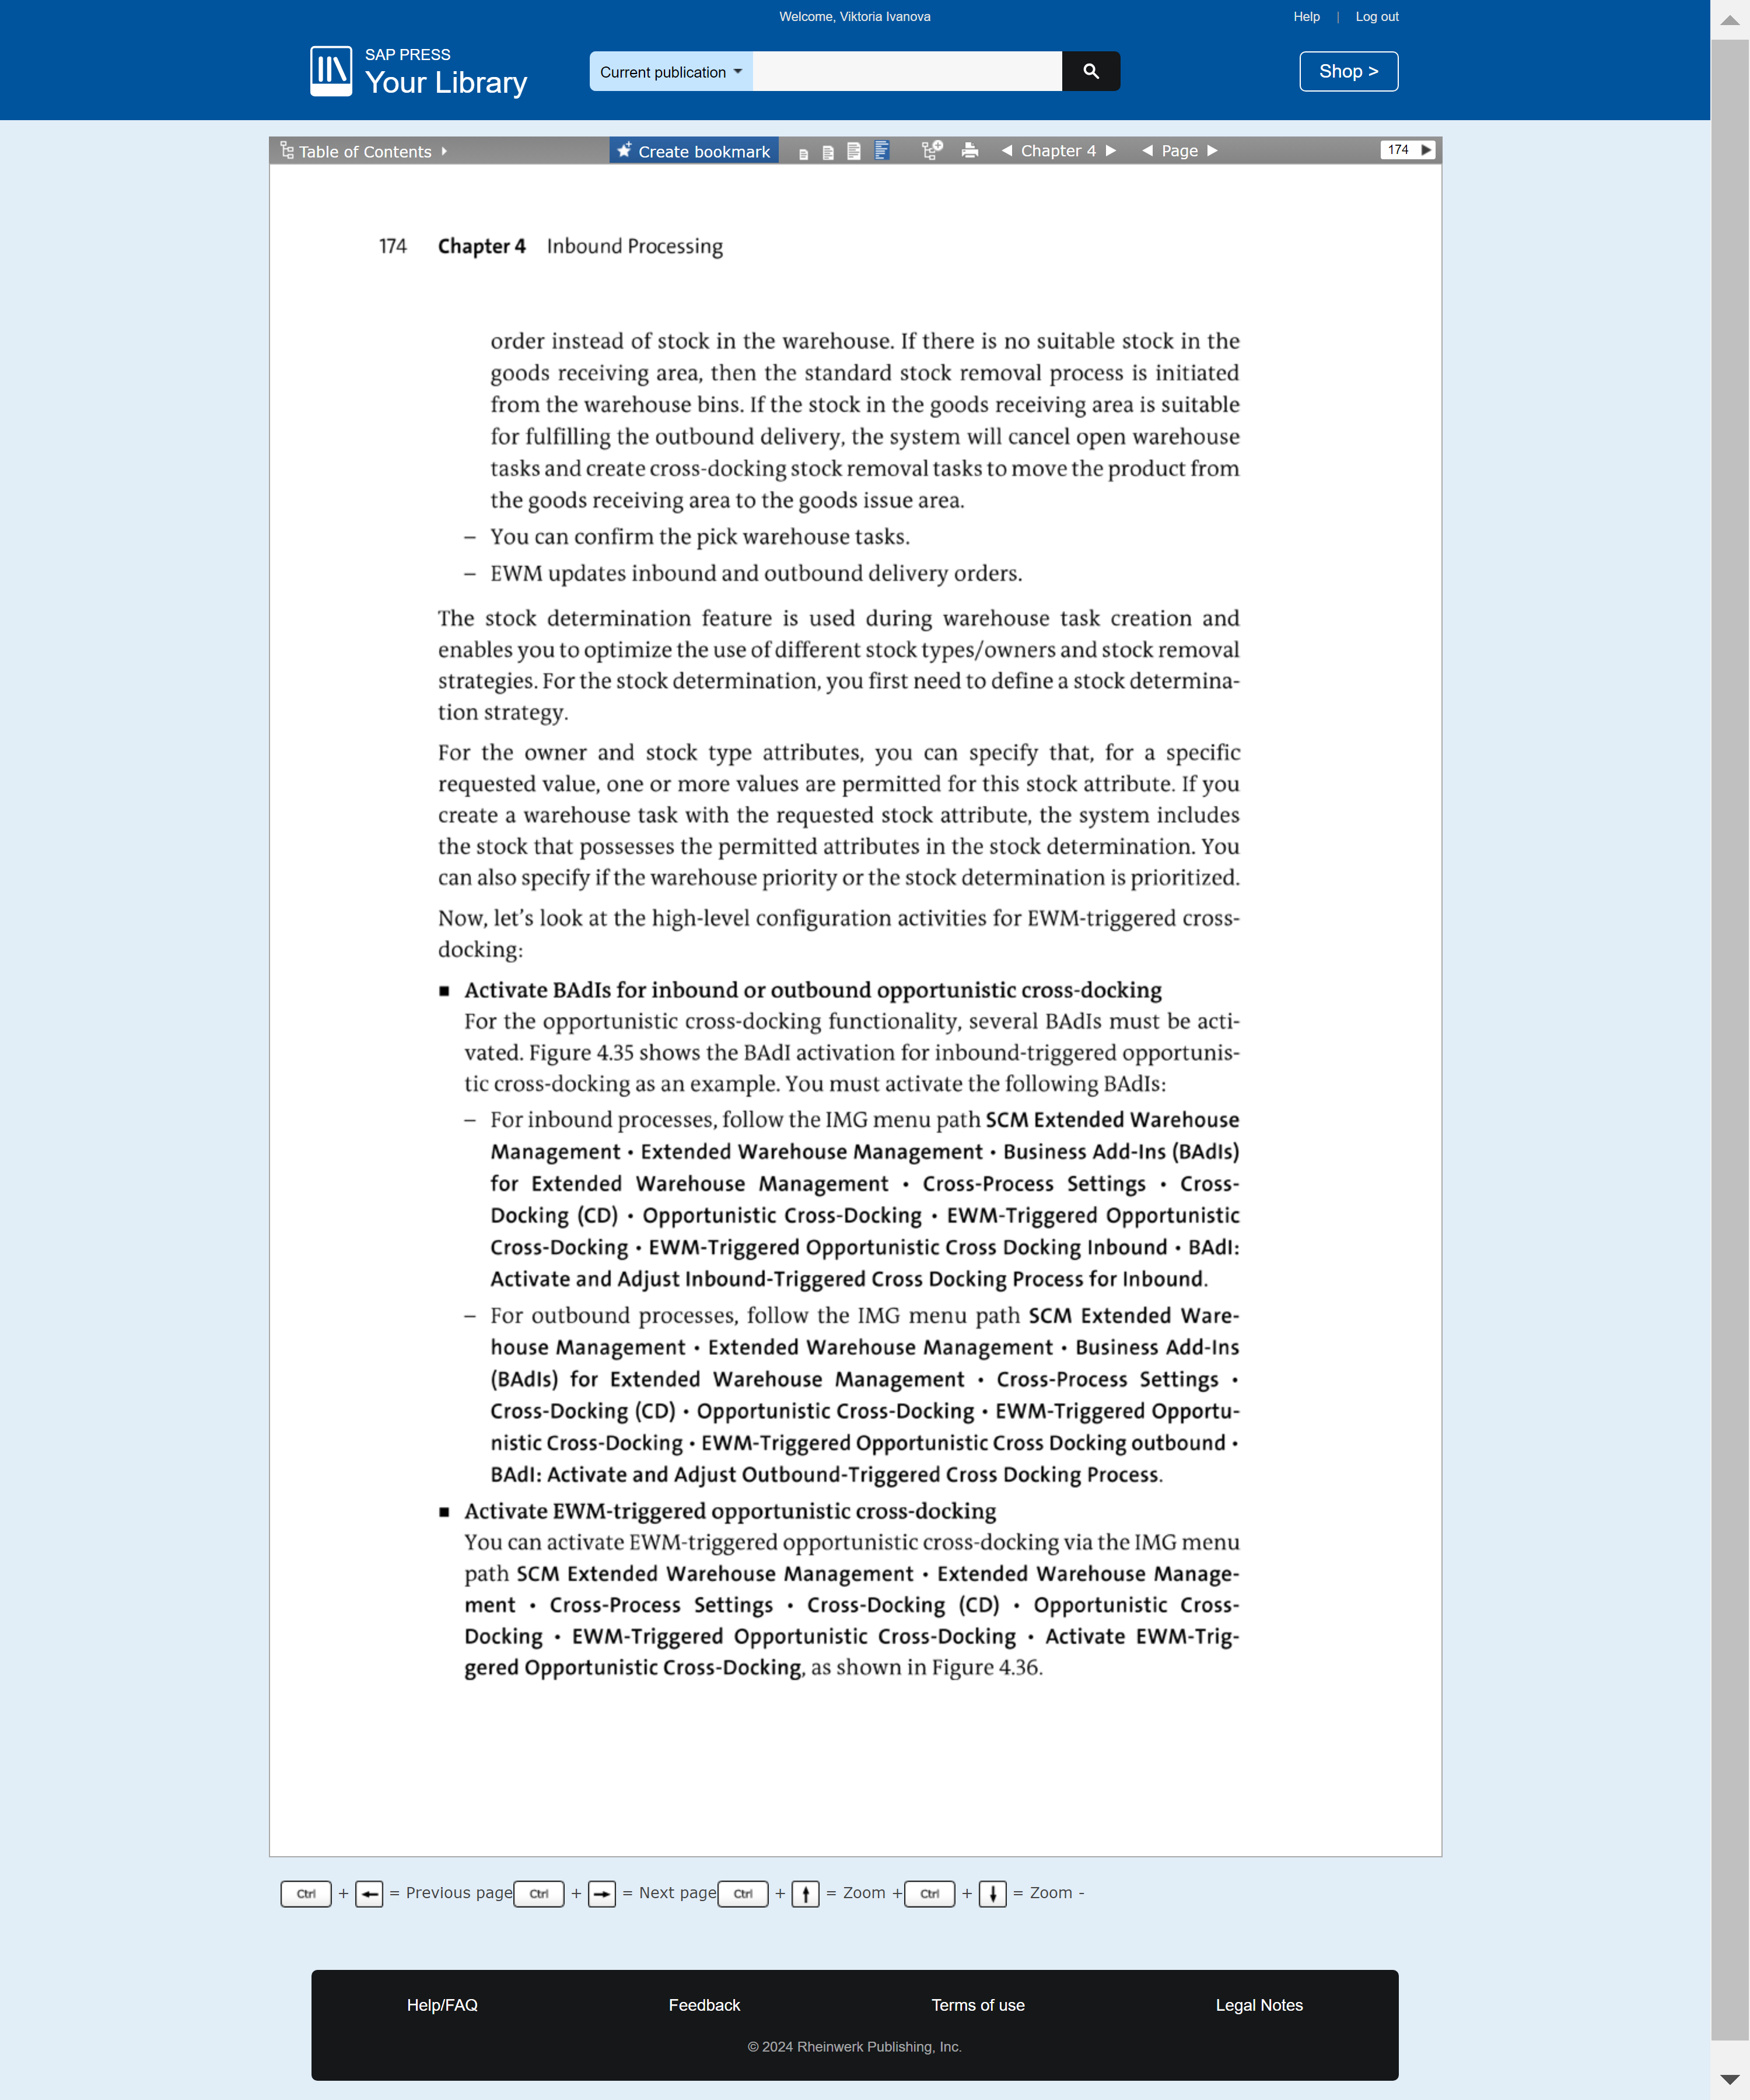 Welcome, Viktoria Ivanova
Help | Log out
SAP PRESS
Your Library
Current publication
Shop >
Table of Contents
Create bookmark
Chapter 4
Page
174
174 Chapter 4 Inbound Processing
order instead of stock in the warehouse. If there is no suitable stock in the
goods receiving area, then the standard stock removal process is initiated
from the warehouse bins. If the stock in the goods receiving area is suitable
for fulfilling the outbound delivery, the system will cancel open warehouse
tasks and create cross-docking stock removal tasks to move the product from
the goods receiving area to the goods issue area.
– You can confirm the pick warehouse tasks.
– EWM updates inbound and outbound delivery orders.
The stock determination feature is used during warehouse task creation and
enables you to optimize the use of different stock types/owners and stock removal
strategies. For the stock determination, you first need to define a stock determina-
tion strategy.
For the owner and stock type attributes, you can specify that, for a specific
requested value, one or more values are permitted for this stock attribute. If you
create a warehouse task with the requested stock attribute, the system includes
the stock that possesses the permitted attributes in the stock determination. You
can also specify if the warehouse priority or the stock determination is prioritized.
Now, let's look at the high-level configuration activities for EWM-triggered cross-
docking:
■ Activate BAdIs for inbound or outbound opportunistic cross-docking
For the opportunistic cross-docking functionality, several BAdIs must be acti-
vated. Figure 4.35 shows the BAdI activation for inbound-triggered opportunis-
tic cross-docking as an example. You must activate the following BAdIs:
– For inbound processes, follow the IMG menu path SCM Extended Warehouse
Management • Extended Warehouse Management • Business Add-Ins (BAdIs)
for Extended Warehouse Management • Cross-Process Settings • Cross-
Docking (CD) • Opportunistic Cross-Docking • EWM-Triggered Opportunistic
Cross-Docking • EWM-Triggered Opportunistic Cross Docking Inbound • BAdI:
Activate and Adjust Inbound-Triggered Cross Docking Process for Inbound.
– For outbound processes, follow the IMG menu path SCM Extended Ware-
house Management • Extended Warehouse Management • Business Add-Ins
(BAdIs) for Extended Warehouse Management • Cross-Process Settings •
Cross-Docking (CD) • Opportunistic Cross-Docking • EWM-Triggered Opportu-
nistic Cross-Docking • EWM-Triggered Opportunistic Cross Docking outbound •
BAdI: Activate and Adjust Outbound-Triggered Cross Docking Process.
■ Activate EWM-triggered opportunistic cross-docking
You can activate EWM-triggered opportunistic cross-docking via the IMG menu
path SCM Extended Warehouse Management • Extended Warehouse Manage-
ment • Cross-Process Settings • Cross-Docking (CD) • Opportunistic Cross-
Docking • EWM-Triggered Opportunistic Cross-Docking • Activate EWM-Trig-
gered Opportunistic Cross-Docking, as shown in Figure 4.36.
Ctrl + ← = Previous page Ctrl + → = Next page Ctrl + ↑ = Zoom + Ctrl + ↓ = Zoom -
Help/FAQ Feedback Terms of use Legal Notes
© 2024 Rheinwerk Publishing, Inc.